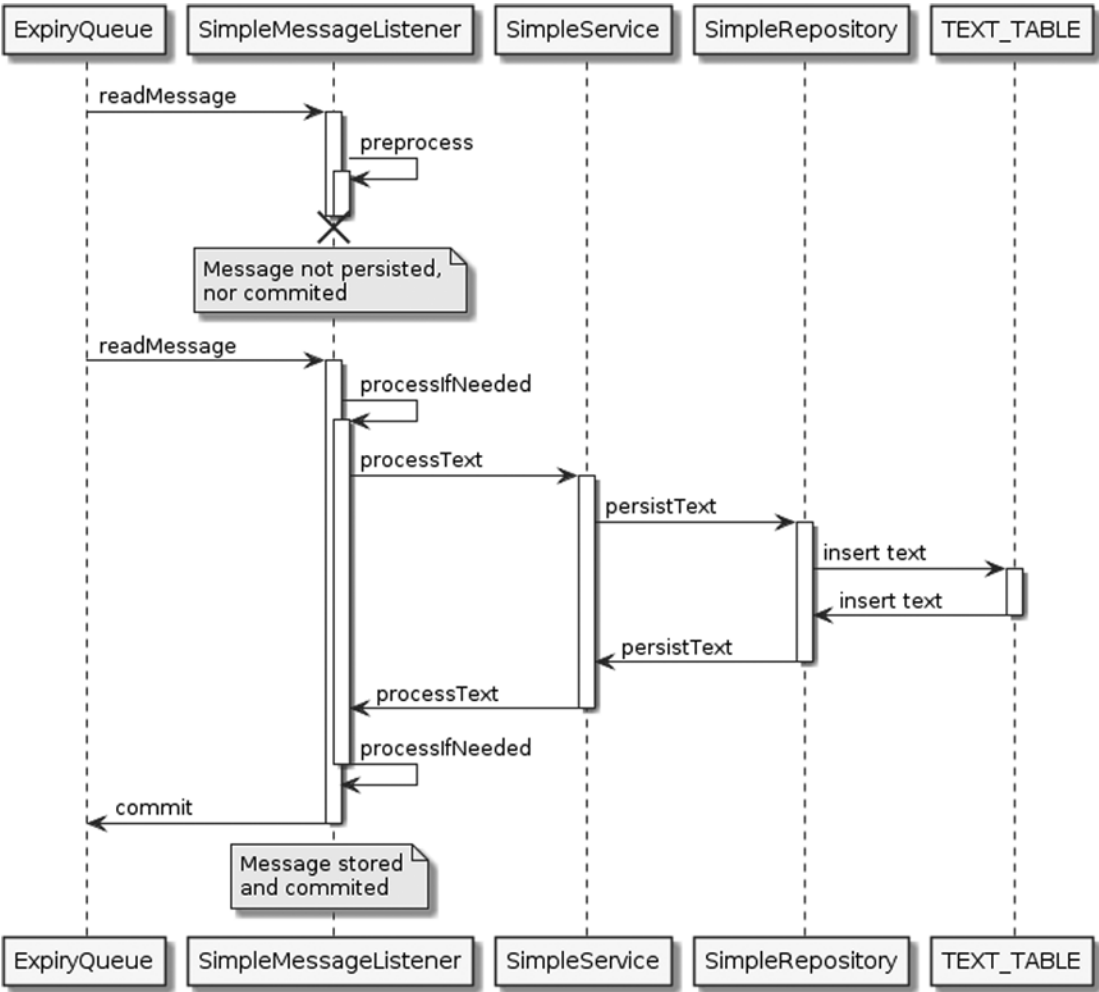 ExpiryQueue SimpleMessageListener SimpleService SimpleRepository TEXT_TABLE
readMessage
preprocess
Message not persisted,
nor commited
readMessage
processIfNeeded
processText
persistText
insert text
insert text
persistText
processText
processIfNeeded
commit
Message stored
and commited
ExpiryQueue SimpleMessageListener SimpleService SimpleRepository TEXT_TABLE